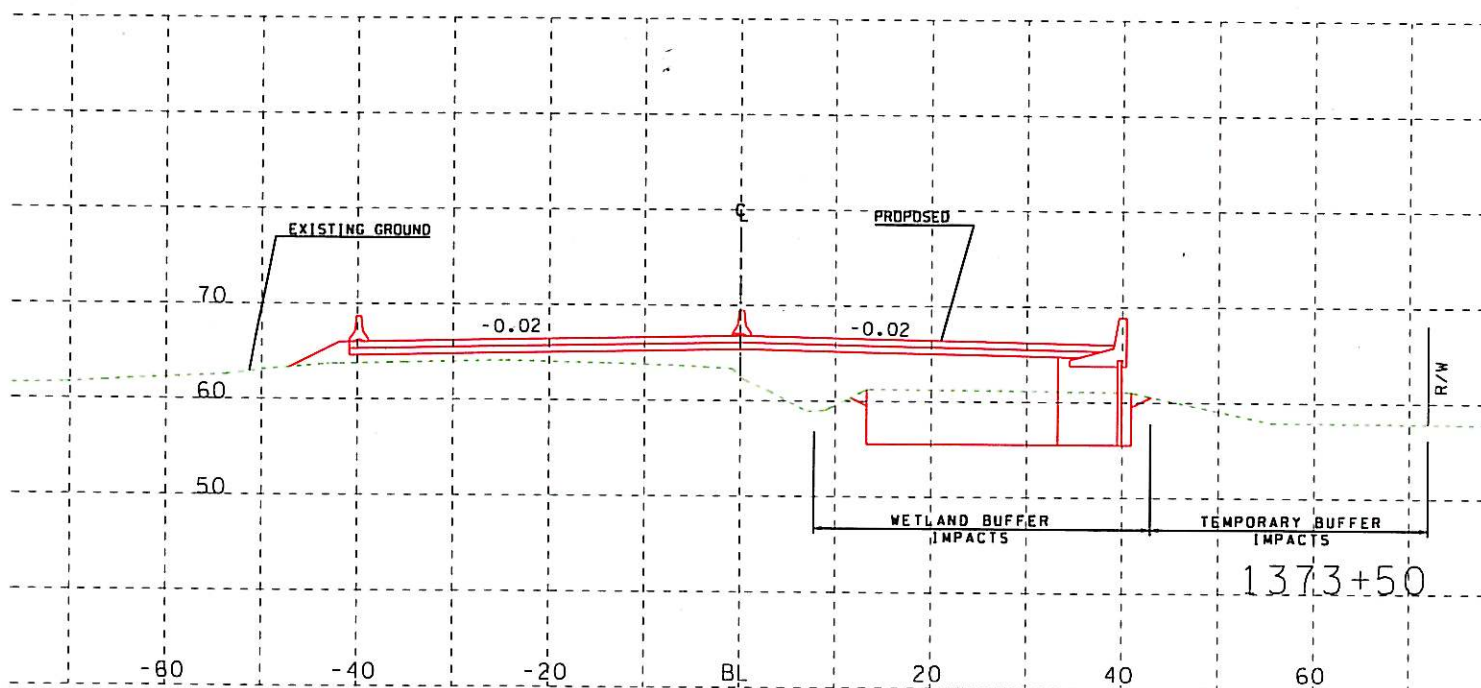 ℄
EXISTING GROUND
PROPOSED
70
-0.02
-0.02
60
R/W
50
WETLAND BUFFER
IMPACTS
TEMPORARY BUFFER
IMPACTS
1373+50
-60
-40
-20
BL
20
40
60